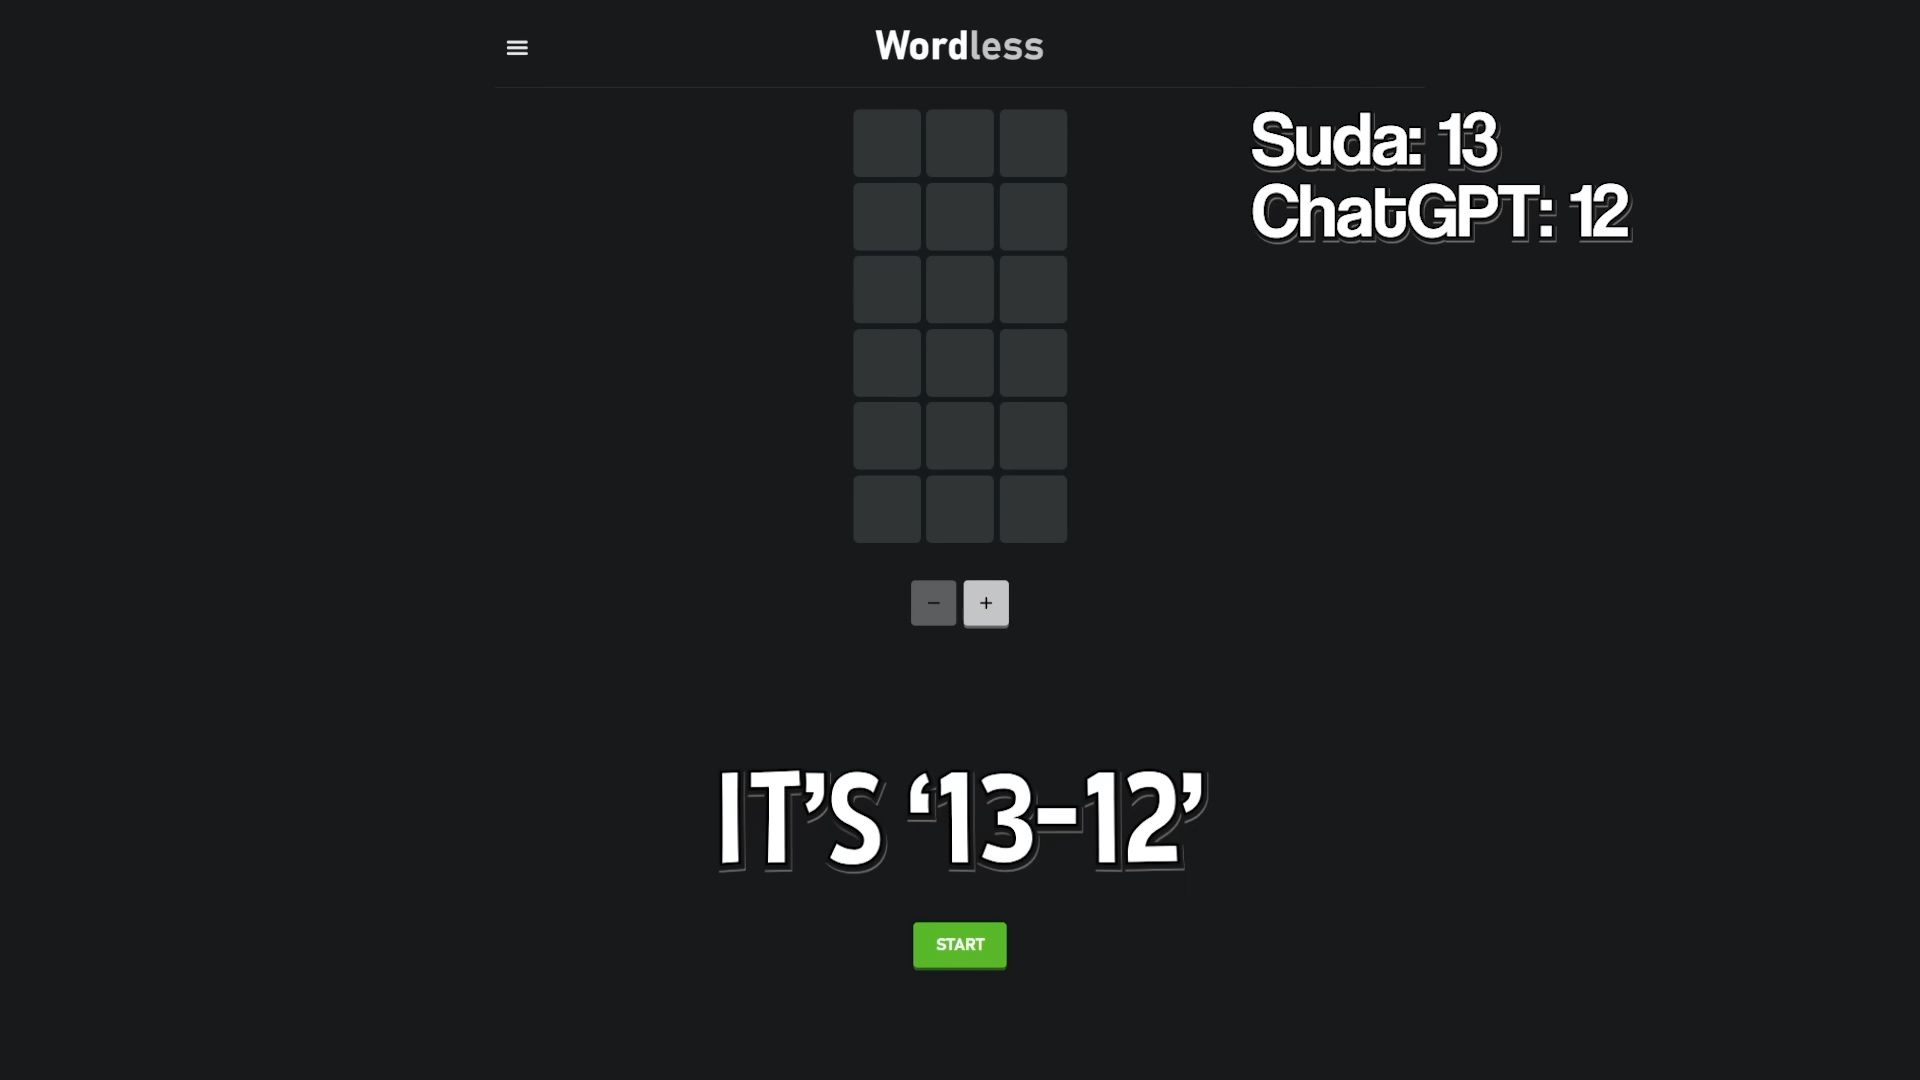 Wordless
Suda: 13
ChatGPT: 12
− +
IT’S ‘13-12’
START